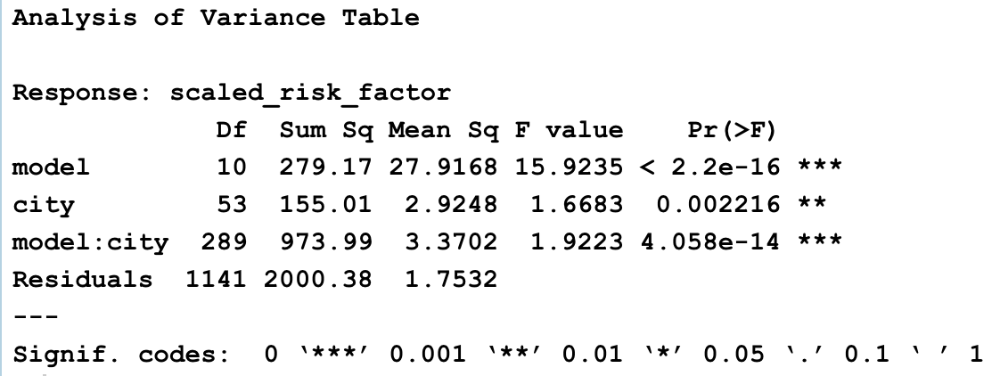 Analysis of Variance Table
Response: scaled_risk_factor
Df Sum Sq Mean Sq F value Pr(>F)
model 10 279.17 27.9168 15.9235 < 2.2e-16 ***
city 53 155.01 2.9248 1.6683 0.002216 **
model:city 289 973.99 3.3702 1.9223 4.058e-14 ***
Residuals 1141 2000.38 1.7532
---
Signif. codes: 0 ‘***’ 0.001 ‘**’ 0.01 ‘*’ 0.05 ‘.’ 0.1 ‘ ’ 1